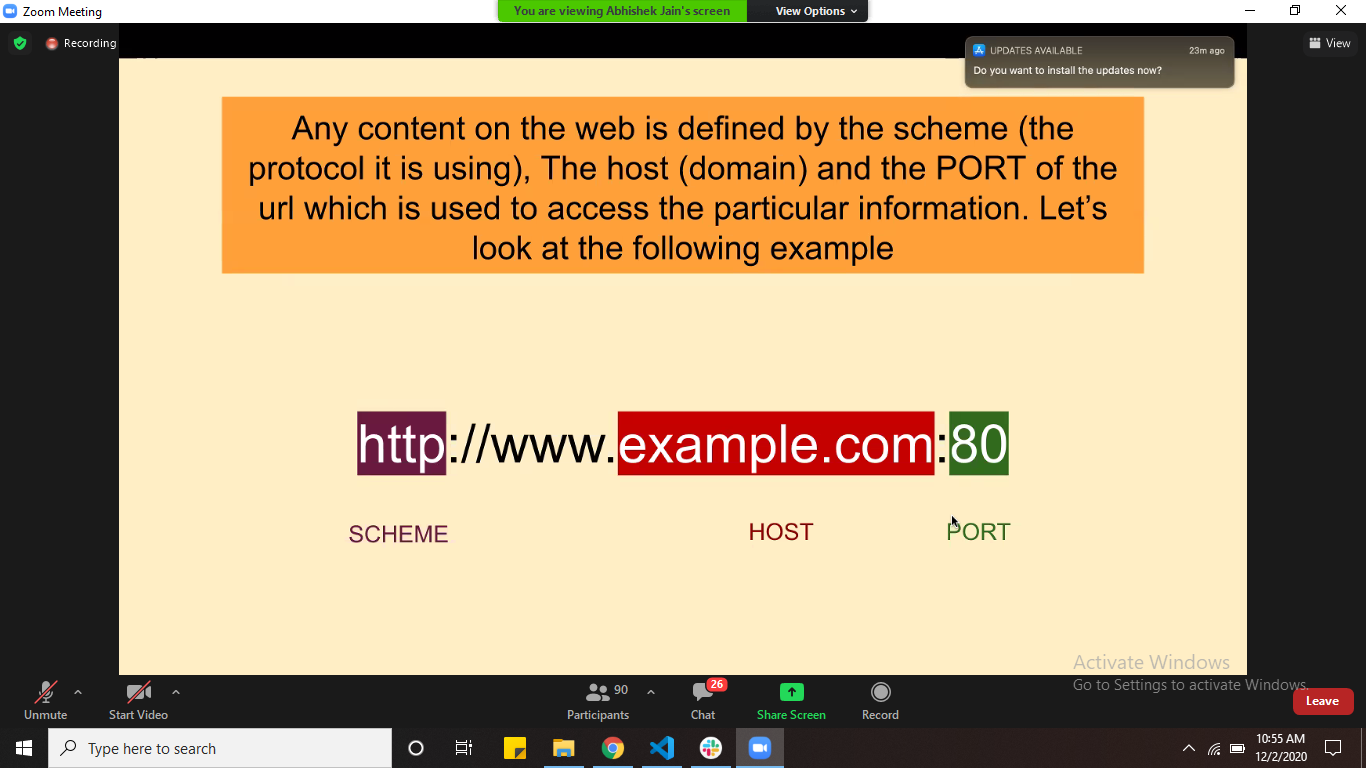 Zoom Meeting
You are viewing Abhishek Jain's screen
View Options
Recording
View
UPDATES AVAILABLE
23m ago
Do you want to install the updates now?
Any content on the web is defined by the scheme (the
protocol it is using), The host (domain) and the PORT of the
url which is used to access the particular information. Let's
look at the following example
http://www.example.com:80
SCHEME
HOST
PORT
Activate Windows
Go to Settings to activate Windows.
Unmute
Start Video
90
Participants
26
Chat
Share Screen
Record
Leave
Type here to search
10:55 AM
12/2/2020